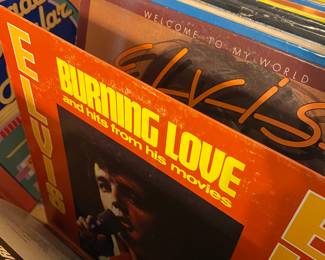 WELCOME TO MY WORLD
ELVIS
BURNING LOVE
and hits from his movies
ELVIS